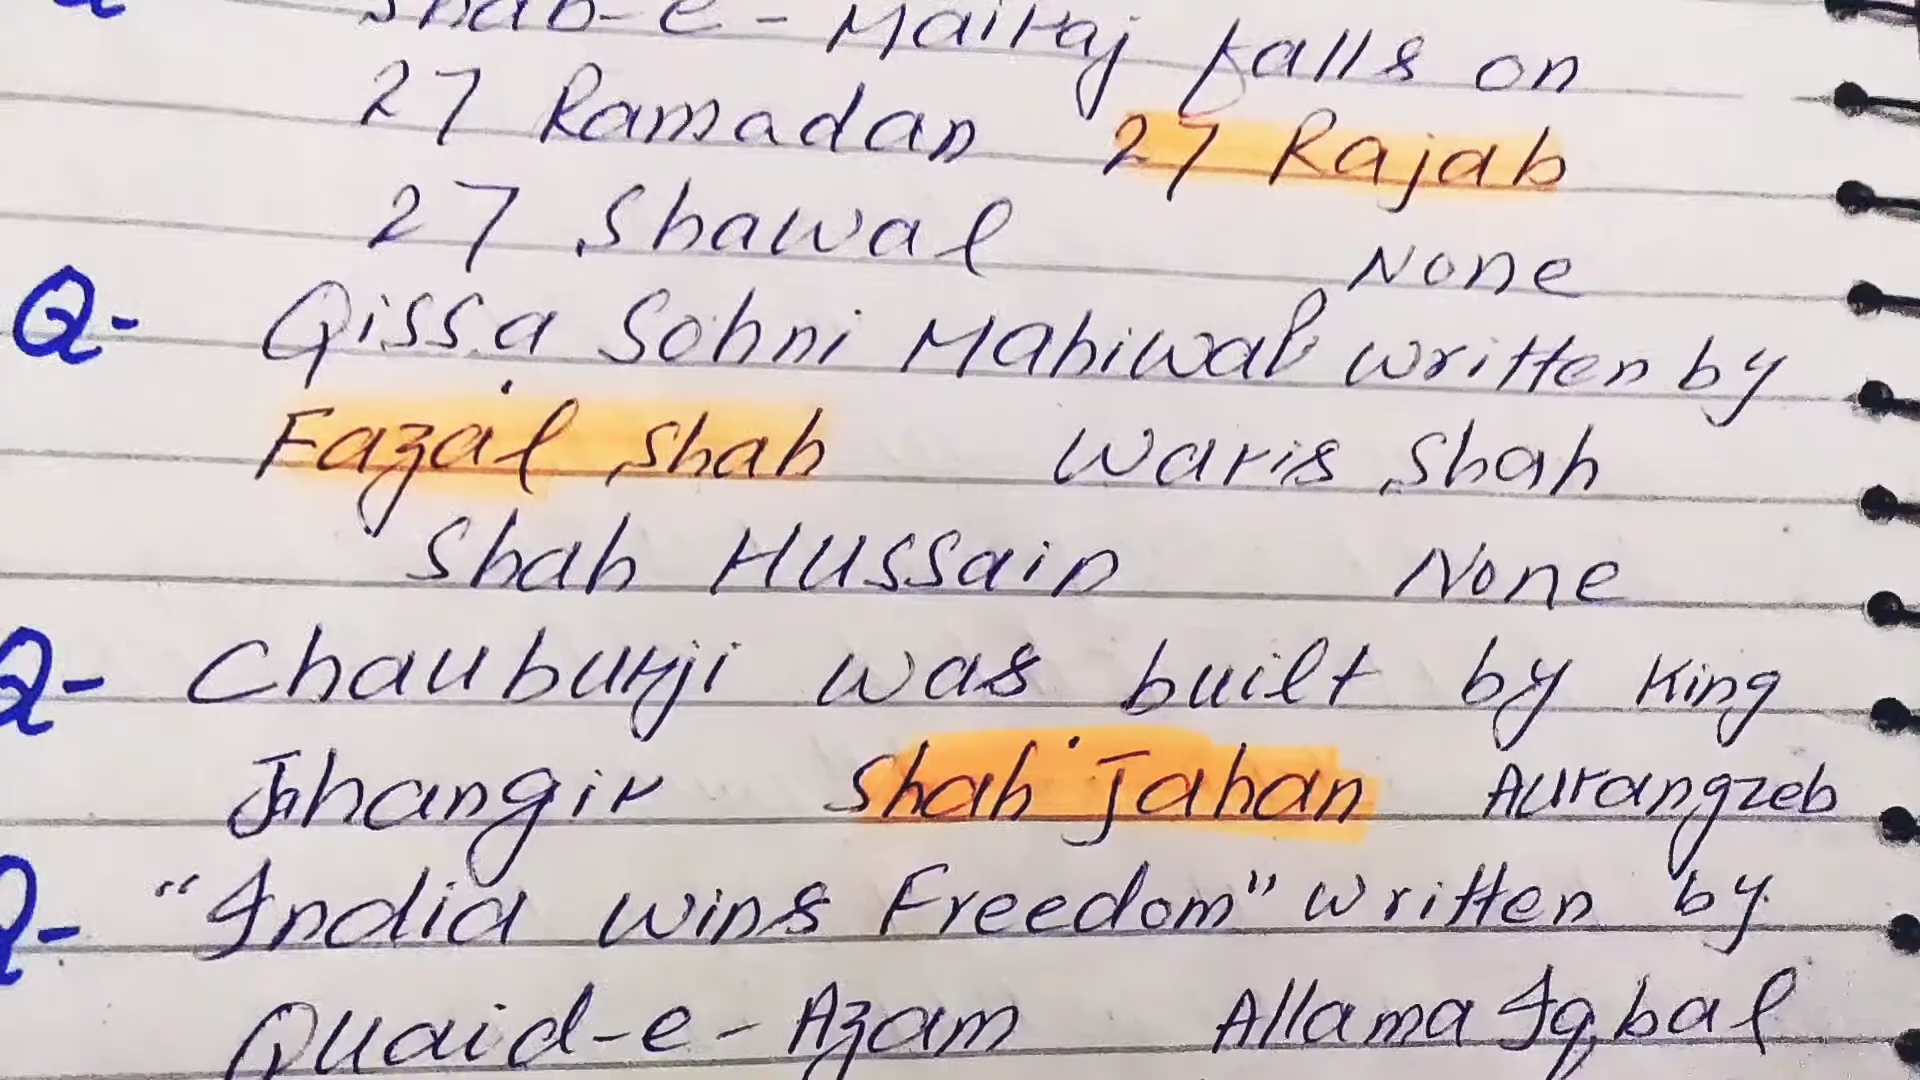 Shab-e-Mairaj falls on
27 Ramadan 27 Rajab
27 Shawal None
Q- Qissa Sohni Mahiwal written by
Fazal Shah Waris Shah
Shah Hussain None
Q- Chauburji was built by King
Jhangir Shah Jahan Aurangzeb
Q- "India wins Freedom" written by
Quaid-e-Azam Allama Iqbal